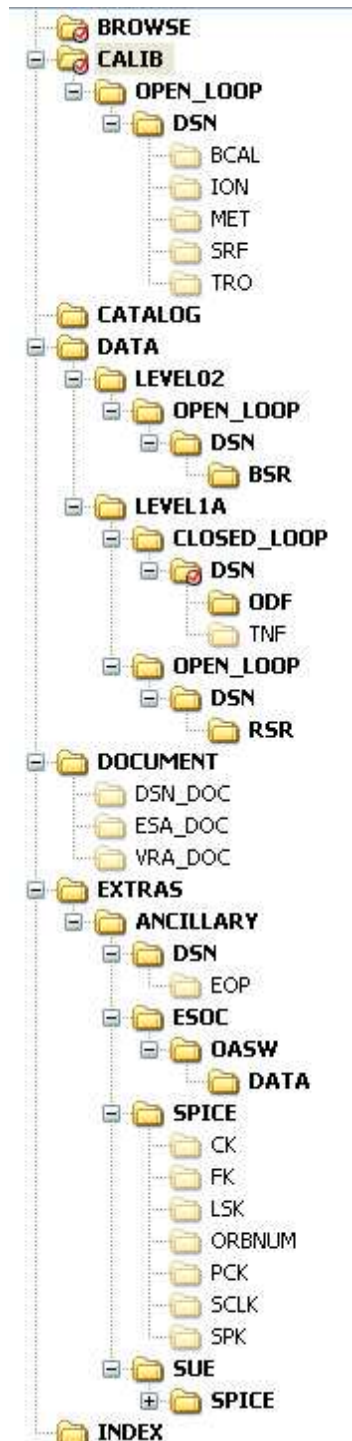 BROWSE
CALIB
OPEN_LOOP
DSN
BCAL
ION
MET
SRF
TRO
CATALOG
DATA
LEVEL02
OPEN_LOOP
DSN
BSR
LEVEL1A
CLOSED_LOOP
DSN
ODF
TNF
OPEN_LOOP
DSN
RSR
DOCUMENT
DSN_DOC
ESA_DOC
VRA_DOC
EXTRAS
ANCILLARY
DSN
EOP
ESOC
OASW
DATA
SPICE
CK
FK
LSK
ORBNUM
PCK
SCLK
SPK
SUE
SPICE
INDEX